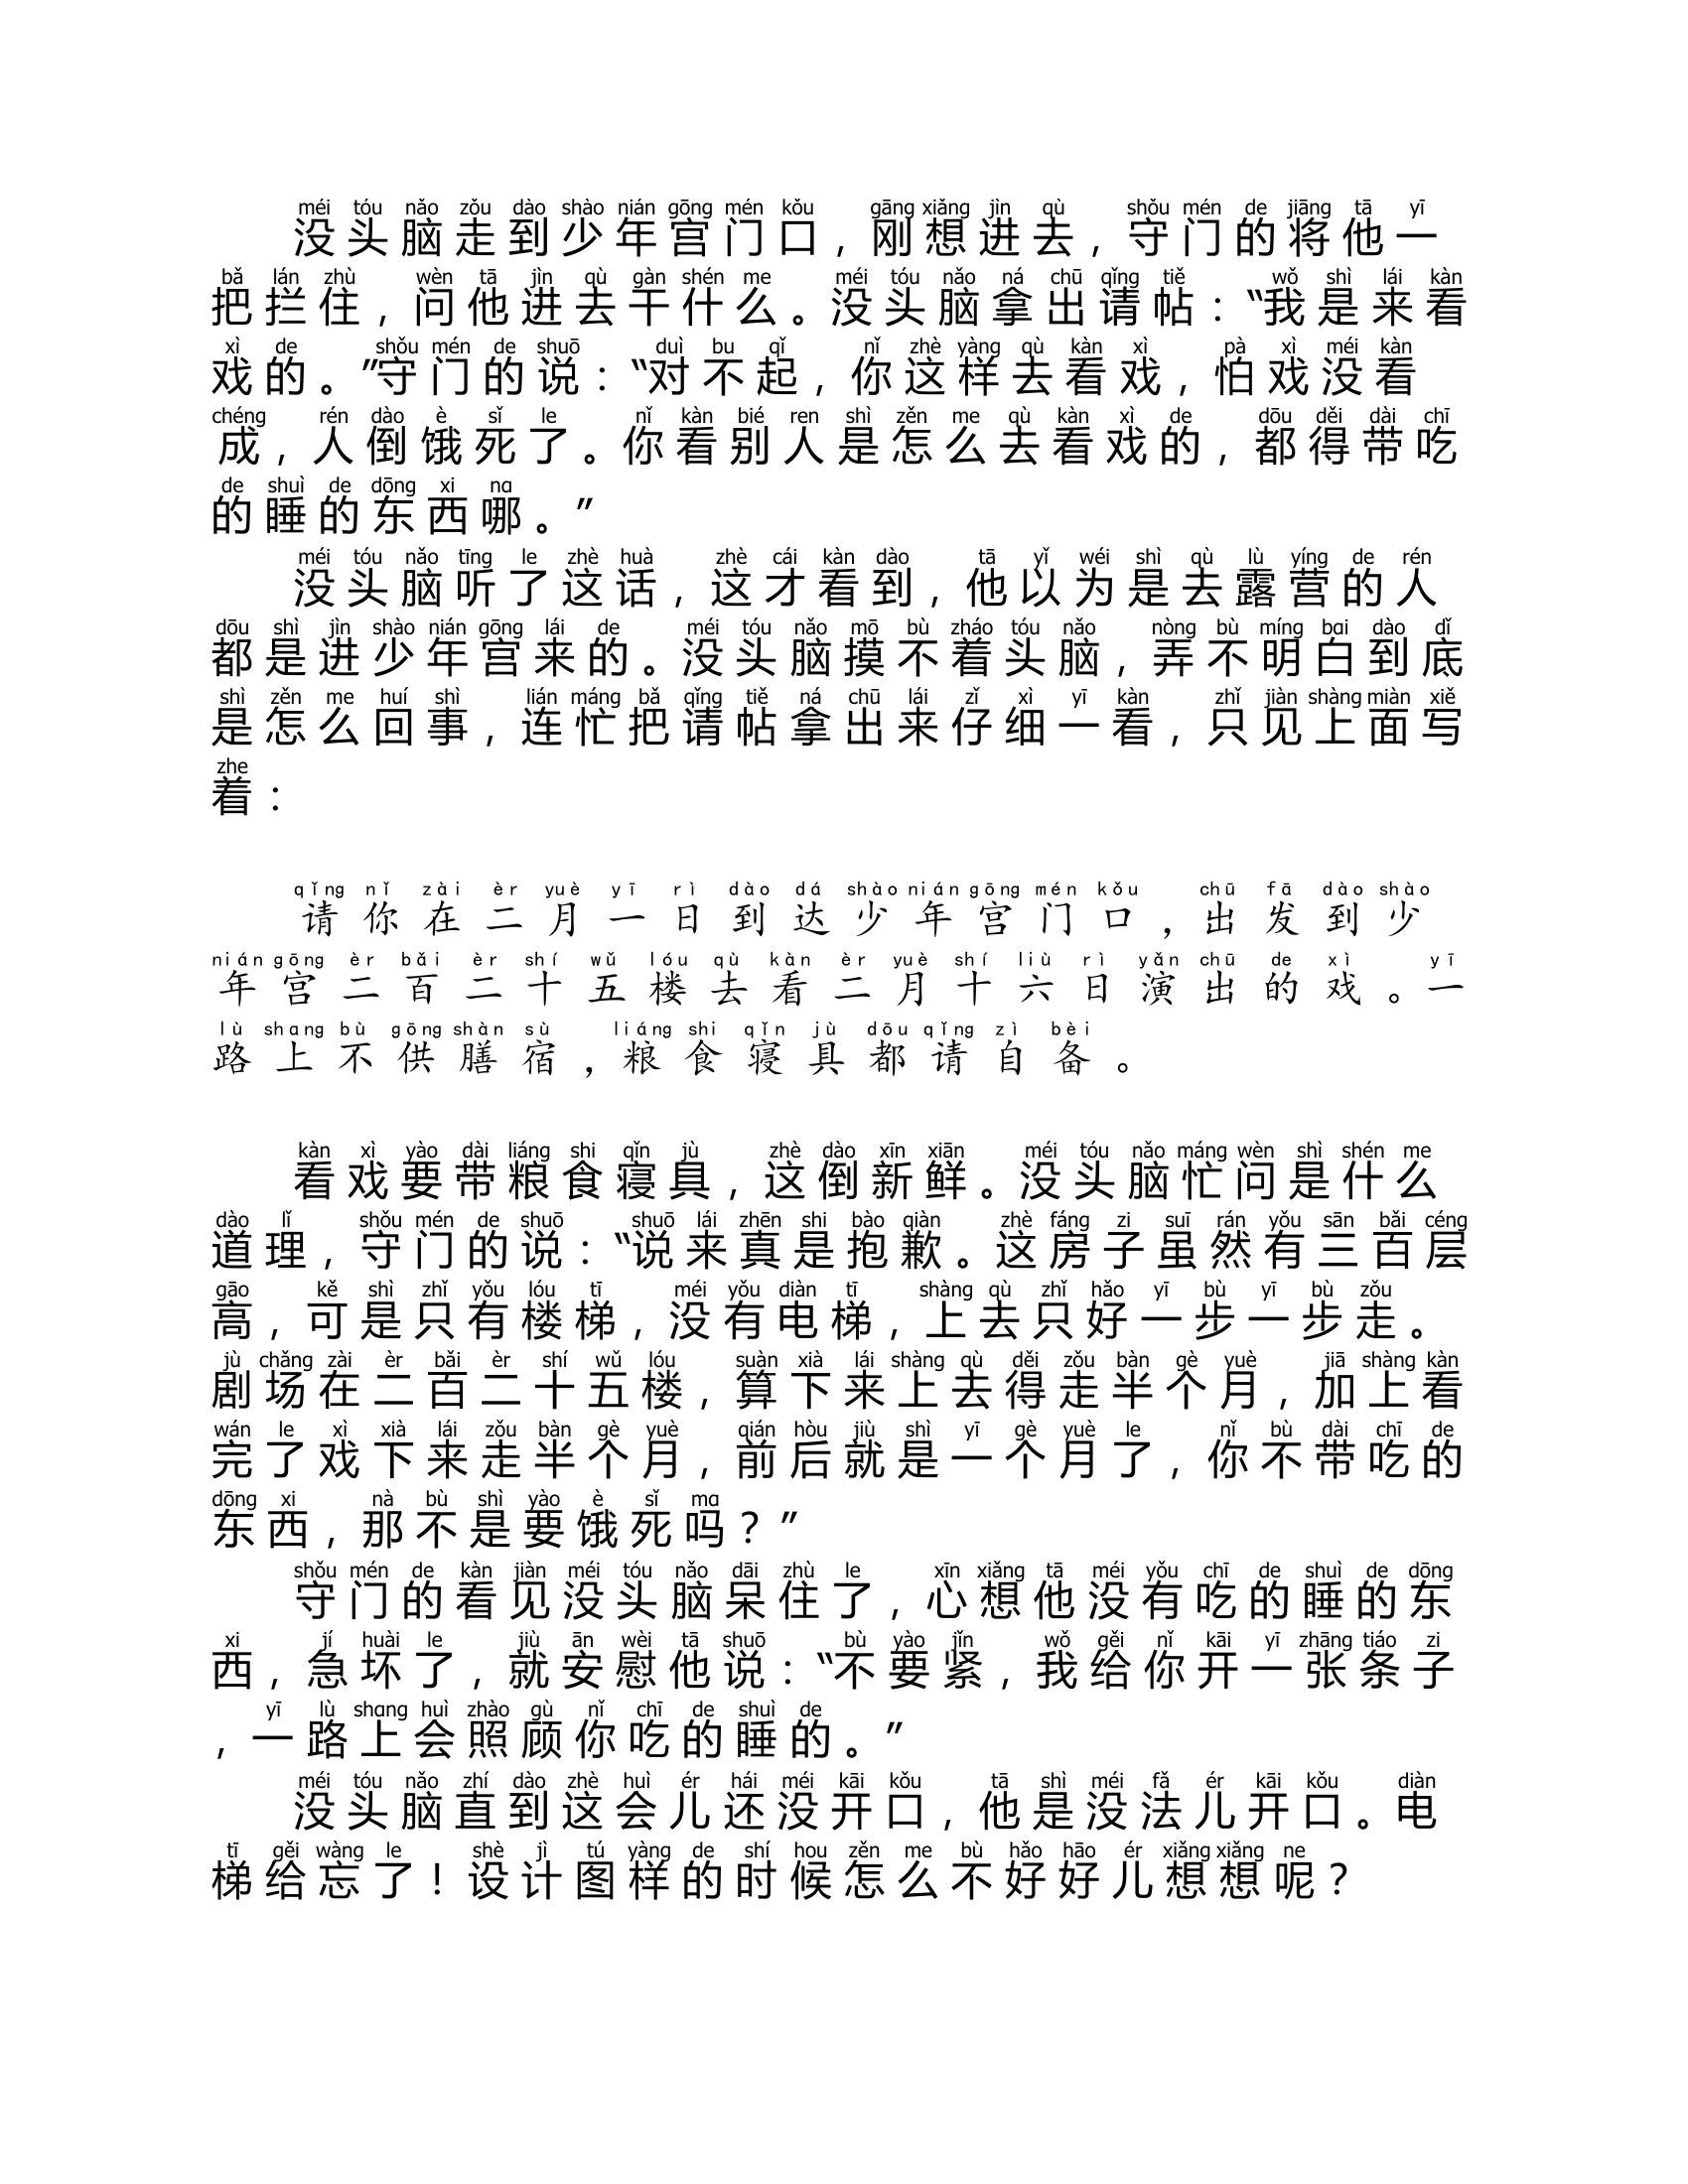 méi tóu nǎo zǒu dào shào nián gōng mén kǒu gāng xiǎng jìn qù shǒu mén de jiāng tā yī
没头脑走到少年宫门口，刚想进去，守门的将他一
bǎ lán zhù wèn tā jìn qù gàn shén me méi tóu nǎo ná chū qǐng tiě wǒ shì lái kàn
把拦住，问他进去干什么。没头脑拿出请帖：“我是来看
xì de shǒu mén de shuō duì bu qǐ nǐ zhè yàng qù kàn xì pà xì méi kàn
戏的。”守门的说：“对不起，你这样去看戏，怕戏没看
chéng rén dào è sǐ le nǐ kàn bié ren shì zěn me qù kàn xì de dōu děi dài chī
成，人倒饿死了。你看别人是怎么去看戏的，都得带吃
de shuì de dōng xi na
的睡的东西哪。”
méi tóu nǎo tīng le zhè huà zhè cái kàn dào tā yǐ wéi shì qù lù yíng de rén
没头脑听了这话，这才看到，他以为是去露营的人
dōu shì jìn shào nián gōng lái de méi tóu nǎo mō bù zháo tóu nǎo nòng bù míng bai dào dǐ
都是进少年宫来的。没头脑摸不着头脑，弄不明白到底
shì zěn me huí shì lián máng bǎ qǐng tiě ná chū lái zǐ xì yī kàn zhǐ jiàn shàng miàn xiě
是怎么回事，连忙把请帖拿出来仔细一看，只见上面写
zhe
着：
qǐng nǐ zài èr yuè yī rì dào dá shào nián gōng mén kǒu chū fā dào shào
请你在二月一日到达少年宫门口，出发到少
nián gōng èr bǎi èr shí wǔ lóu qù kàn èr yuè shí liù rì yǎn chū de xì yī
年宫二百二十五楼去看二月十六日演出的戏。一
lù shang bù gōng shàn sù liáng shi qǐn jù dōu qǐng zì bèi
路上不供膳宿，粮食寝具都请自备。
kàn xì yào dài liáng shi qǐn jù zhè dào xīn xiān méi tóu nǎo máng wèn shì shén me
看戏要带粮食寝具，这倒新鲜。没头脑忙问是什么
dào lǐ shǒu mén de shuō shuō lái zhēn shi bào qiàn zhè fáng zi suī rán yǒu sān bǎi céng
道理，守门的说：“说来真是抱歉。这房子虽然有三百层
gāo kě shì zhǐ yǒu lóu tī méi yǒu diàn tī shàng qù zhǐ hǎo yī bù yī bù zǒu
高，可是只有楼梯，没有电梯，上去只好一步一步走。
jù chǎng zài èr bǎi èr shí wǔ lóu suàn xià lái shàng qù děi zǒu bàn gè yuè jiā shàng kàn
剧场在二百二十五楼，算下来上去得走半个月，加上看
wán le xì xià lái zǒu bàn gè yuè qián hòu jiù shì yī gè yuè le nǐ bù dài chī de
完了戏下来走半个月，前后就是一个月了，你不带吃的
dōng xi nà bù shì yào è sǐ ma
东西，那不是要饿死吗？”
shǒu mén de kàn jiàn méi tóu nǎo dāi zhù le xīn xiǎng tā méi yǒu chī de shuì de dōng
守门的看见没头脑呆住了，心想他没有吃的睡的东
xi jí huài le jiù ān wèi tā shuō bù yào jǐn wǒ gěi nǐ kāi yī zhāng tiáo zi
西，急坏了，就安慰他说：“不要紧，我给你开一张条子
yī lù shang huì zhào gù nǐ chī de shuì de
，一路上会照顾你吃的睡的。”
méi tóu nǎo zhí dào zhè huì ér hái méi kāi kǒu tā shì méi fǎ ér kāi kǒu diàn
没头脑直到这会儿还没开口，他是没法儿开口。电
tī gěi wàng le shè jì tú yàng de shí hou zěn me bù hǎo hāo ér xiǎng xiǎng ne
梯给忘了！设计图样的时候怎么不好好儿想想呢？